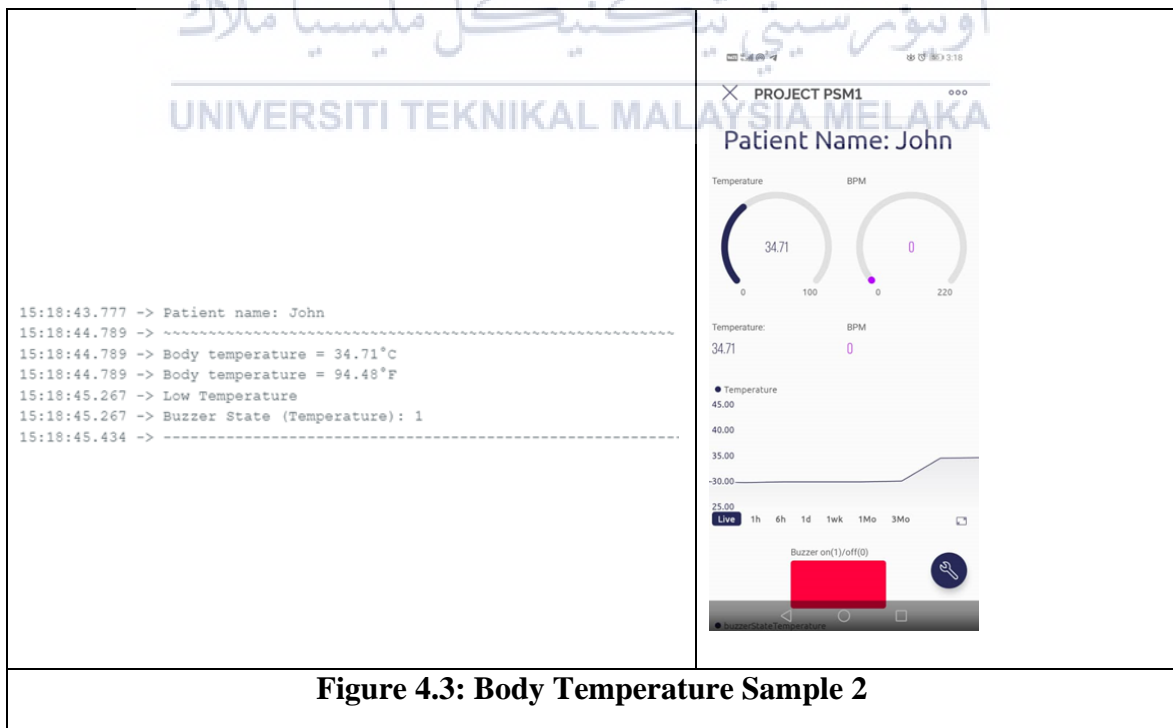 اونيۏرسيتي تيكنيكل مليسيا ملاك
UNIVERSITI TEKNIKAL MALAYSIA MELAKA
15:18:43.777 -> Patient name: John
15:18:44.789 -> ~~~~~~~~~~~~~~~~~~~~~~~~~~~~~~~~~~~~~~~~~~~~~~~~~~~~~~~~~
15:18:44.789 -> Body temperature = 34.71°C
15:18:44.789 -> Body temperature = 94.48°F
15:18:45.267 -> Low Temperature
15:18:45.267 -> Buzzer State (Temperature): 1
15:18:45.434 -> ----------------------------------------------------------
3:18
PROJECT PSM1
Patient Name: John
Temperature BPM
34.71 0
0 100 0 220
Temperature: BPM
34.71 0
Temperature
45.00
40.00
35.00
30.00
25.00
Live 1h 6h 1d 1wk 1Mo 3Mo
Buzzer on(1)/off(0)
buzzerStateTemperature
Figure 4.3: Body Temperature Sample 2